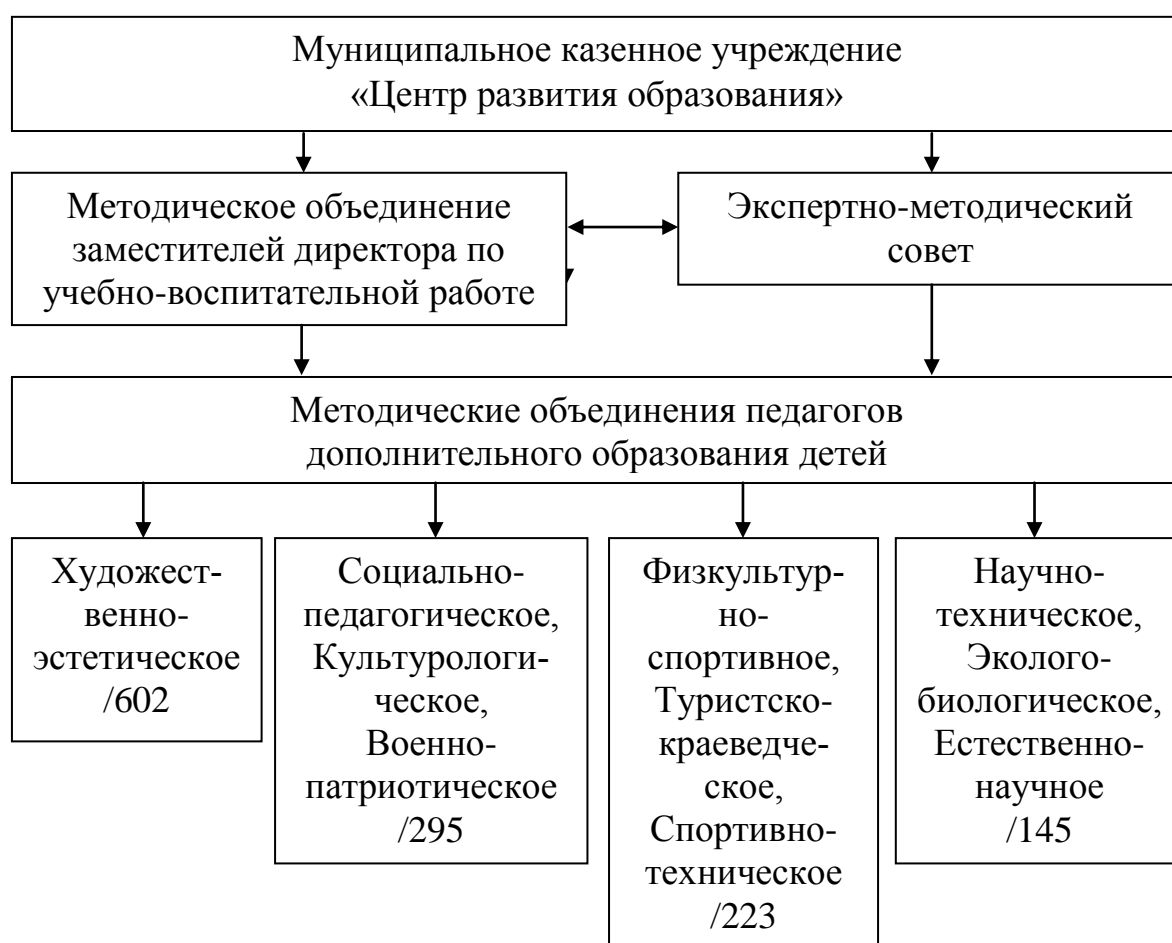 Муниципальное казенное учреждение
«Центр развития образования»
Методическое объединение
заместителей директора по
учебно-воспитательной работе
Экспертно-методический
совет
Методические объединения педагогов
дополнительного образования детей
Художест-
венно-
эстетическое
/602
Социально-
педагогическое,
Культурологи-
ческое,
Военно-
патриотическое
/295
Физкультур-
но-
спортивное,
Туристско-
краеведче-
ское,
Спортивно-
техническое
/223
Научно-
техническое,
Эколого-
биологическое,
Естественно-
научное
/145